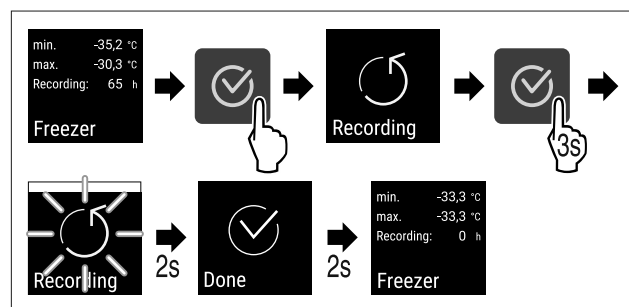 min. -35,2 °C
max. -30,3 °C
Recording: 65 h
Freezer
Recording
3s
Recording
2s
Done
2s
min. -33,3 °C
max. -33,3 °C
Recording: 0 h
Freezer